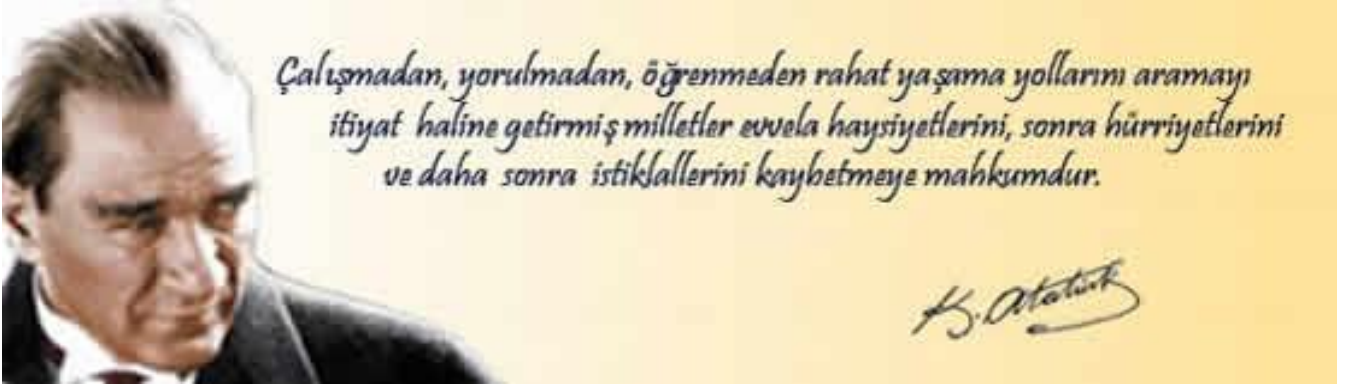 Çalışmadan, yorulmadan, öğrenmeden rahat yaşama yollarını aramayı
itiyat haline getirmiş milletler evvela haysiyetlerini, sonra hürriyetlerini
ve daha sonra istiklallerini kaybetmeye mahkumdur.
K. Atatürk